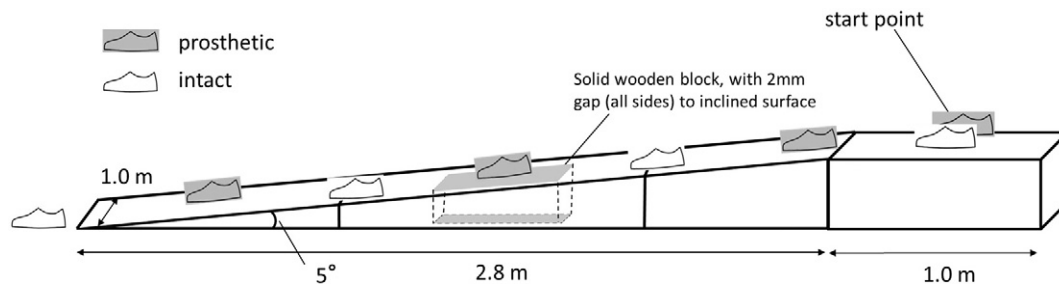 start point
prosthetic
intact
Solid wooden block, with 2mm
gap (all sides) to inclined surface
1.0 m
5°
2.8 m
1.0 m